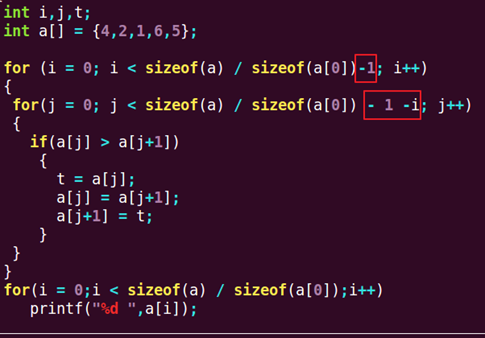 int i,j,t;
int a[] = {4,2,1,6,5};
for (i = 0; i < sizeof(a) / sizeof(a[0])-1; i++)
{
for(j = 0; j < sizeof(a) / sizeof(a[0]) - 1 -i; j++)
{
if(a[j] > a[j+1])
{
t = a[j];
a[j] = a[j+1];
a[j+1] = t;
}
}
}
for(i = 0;i < sizeof(a) / sizeof(a[0]);i++)
printf("%d ",a[i]);